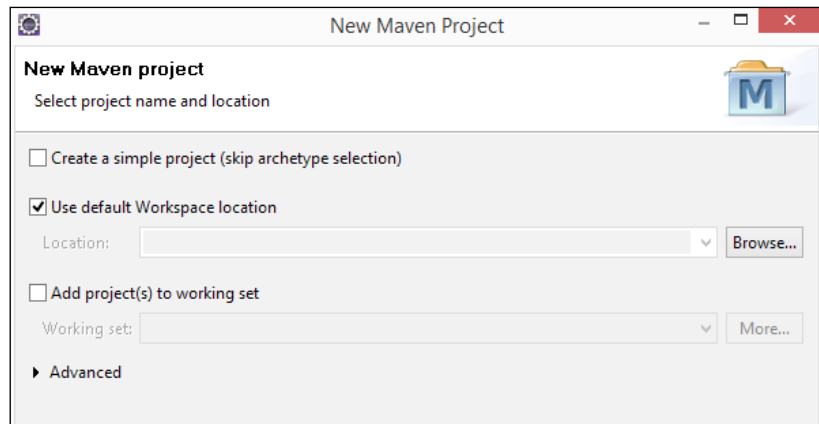 New Maven Project
New Maven project
Select project name and location
M
Create a simple project (skip archetype selection)
Use default Workspace location
Location:
Browse...
Add project(s) to working set
Working set:
More...
Advanced